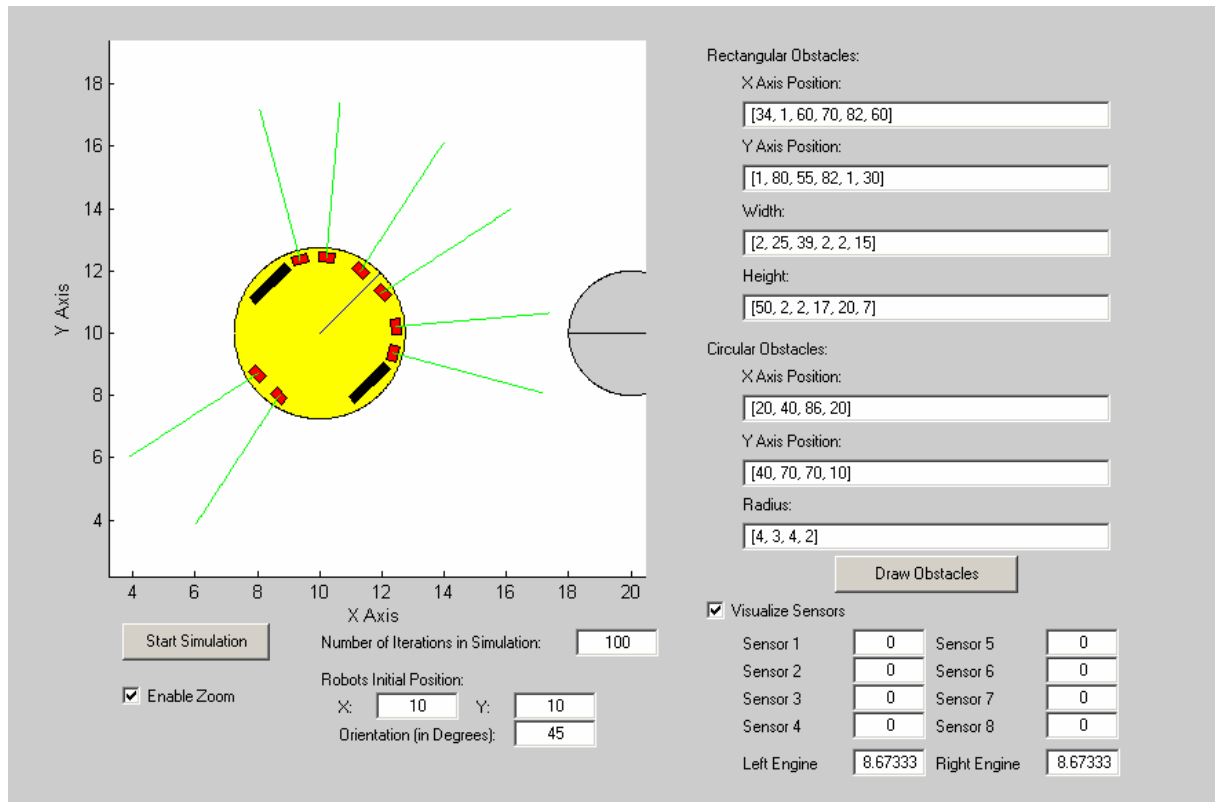 18
16
14
12
10
8
6
4
Y Axis
4 6 8 10 12 14 16 18 20
X Axis
Start Simulation
Number of Iterations in Simulation: 100
Enable Zoom
Robots Initial Position:
X: 10 Y: 10
Orientation (in Degrees): 45
Rectangular Obstacles:
X Axis Position:
[34, 1, 60, 70, 82, 60]
Y Axis Position:
[1, 80, 55, 82, 1, 30]
Width:
[2, 25, 39, 2, 2, 15]
Height:
[50, 2, 2, 17, 20, 7]
Circular Obstacles:
X Axis Position:
[20, 40, 86, 20]
Y Axis Position:
[40, 70, 70, 10]
Radius:
[4, 3, 4, 2]
Draw Obstacles
Visualize Sensors
Sensor 1 0 Sensor 5 0
Sensor 2 0 Sensor 6 0
Sensor 3 0 Sensor 7 0
Sensor 4 0 Sensor 8 0
Left Engine 8.67333 Right Engine 8.67333